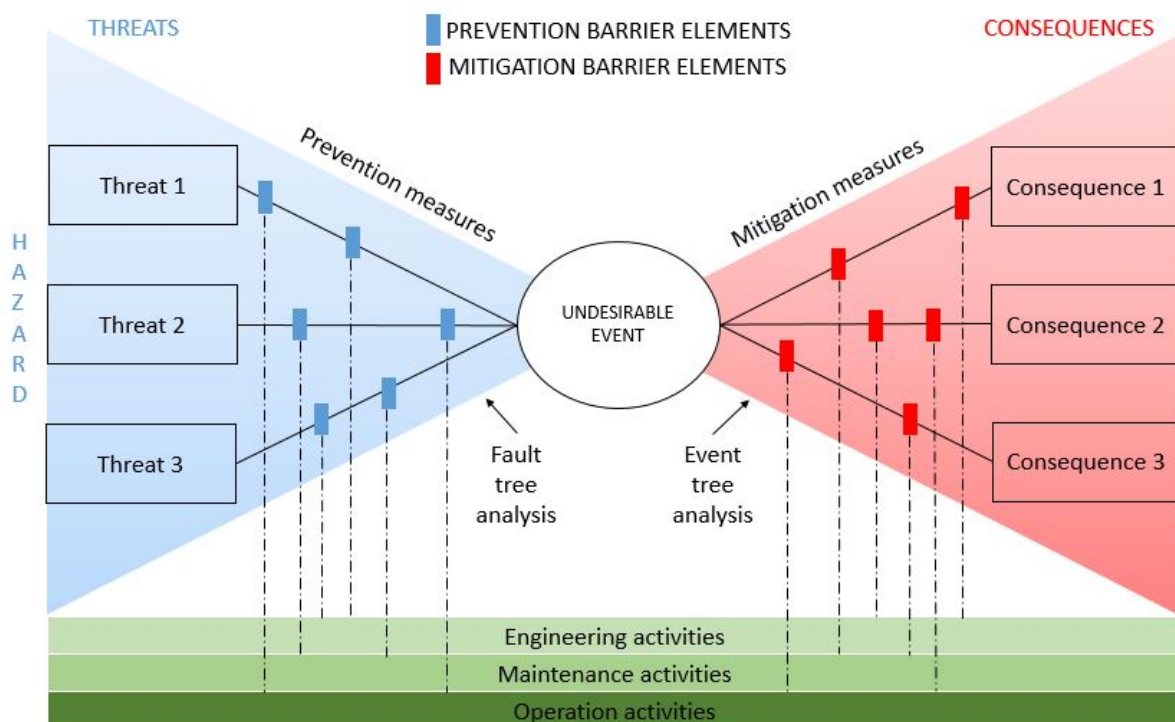 THREATS
PREVENTION BARRIER ELEMENTS
CONSEQUENCES
MITIGATION BARRIER ELEMENTS
Prevention measures
Mitigation measures
HAZARD
Threat 1
Threat 2
Threat 3
UNDESIRABLE
EVENT
Consequence 1
Consequence 2
Consequence 3
Fault
tree
analysis
Event
tree
analysis
Engineering activities
Maintenance activities
Operation activities